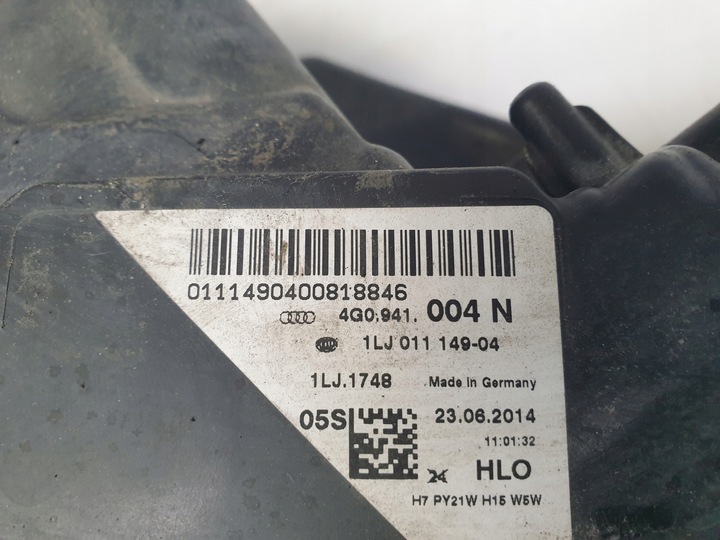 0111490400818846
4G0.941. 004 N
1LJ 011 149-04
1LJ.1748 Made in Germany
05S 23.06.2014
11:01:32
24 HLO
H7 PY21W H15 W5W